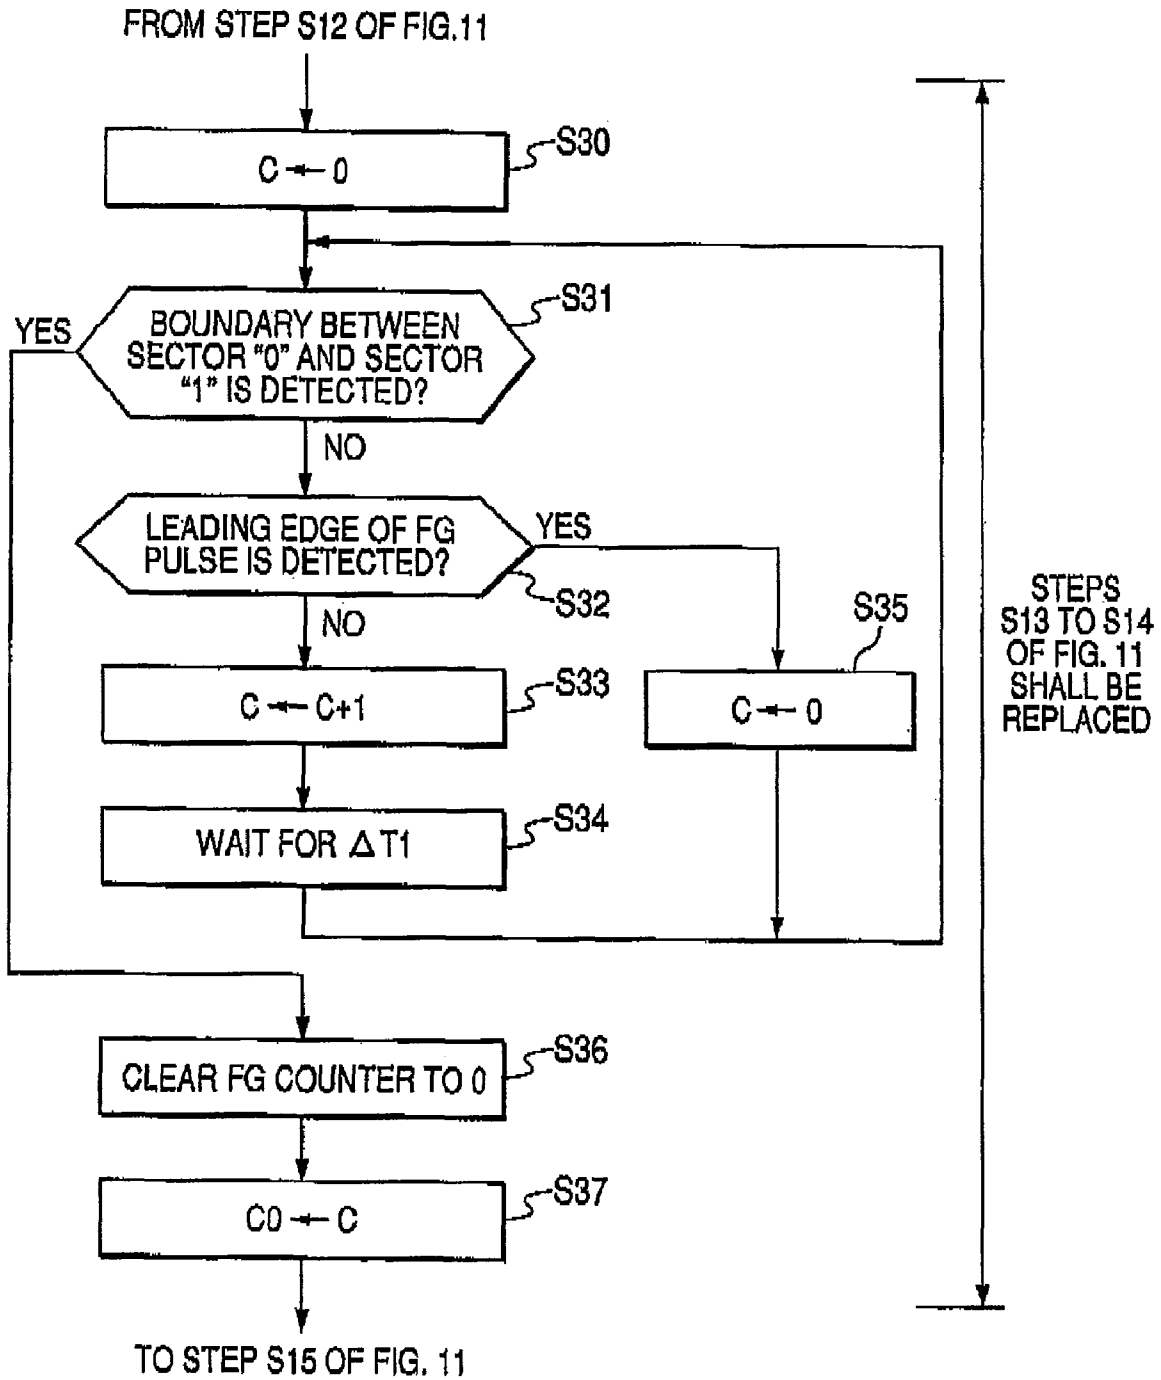 FROM STEP S12 OF FIG.11
S30
C ← 0
S31
YES
BOUNDARY BETWEEN
SECTOR "0" AND SECTOR
"1" IS DETECTED?
NO
LEADING EDGE OF FG
PULSE IS DETECTED?
YES
S32
NO
S35
STEPS
S13 TO S14
OF FIG. 11
SHALL BE
REPLACED
S33
C ← C+1
C ← 0
S34
WAIT FOR Δ T1
S36
CLEAR FG COUNTER TO 0
S37
C0 ← C
TO STEP S15 OF FIG. 11